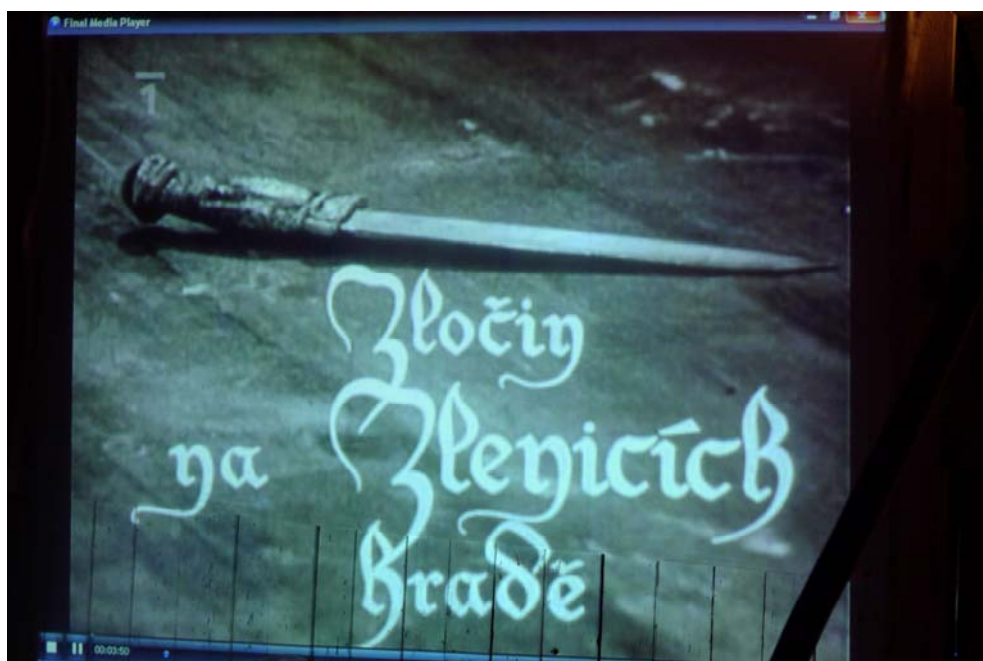 Final Media Player
1
Zločin
na Zlenicích
hradě
00:03:50